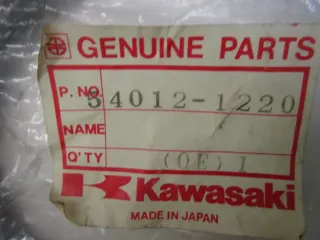 GENUINE PARTS
P. NO. 34012-1220
NAME
Q'TY (OE) 1
Kawasaki
MADE IN JAPAN